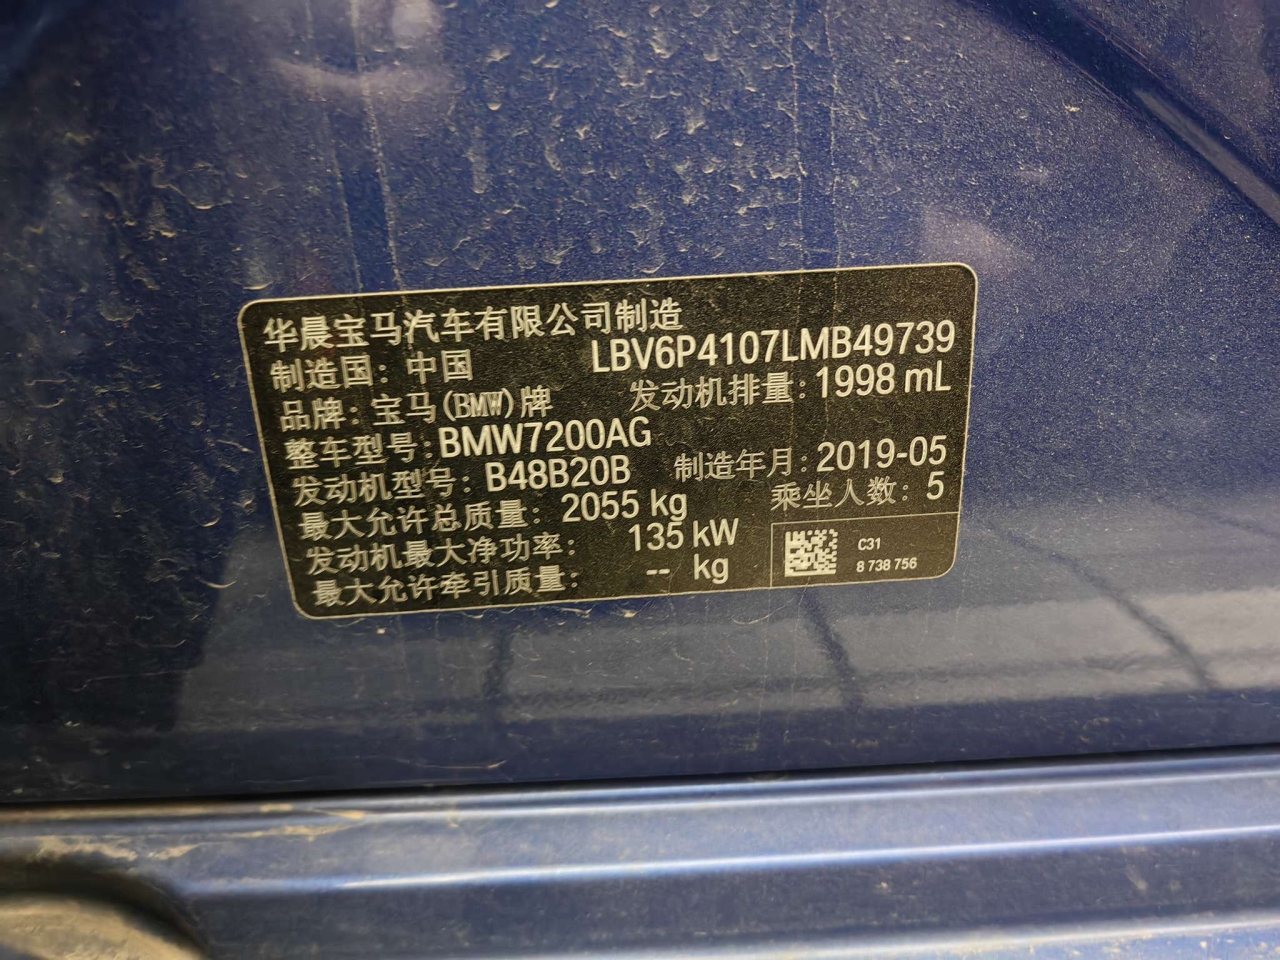 华晨宝马汽车有限公司制造
制造国：中国 LBV6P4107LMB49739
品牌：宝马(BMW)牌 发动机排量：1998 mL
整车型号：BMW7200AG
发动机型号：B48B20B 制造年月：2019-05
最大允许总质量：2055 kg 乘坐人数：5
发动机最大净功率：135 kW
最大允许牵引质量：-- kg
C31
8 738 756